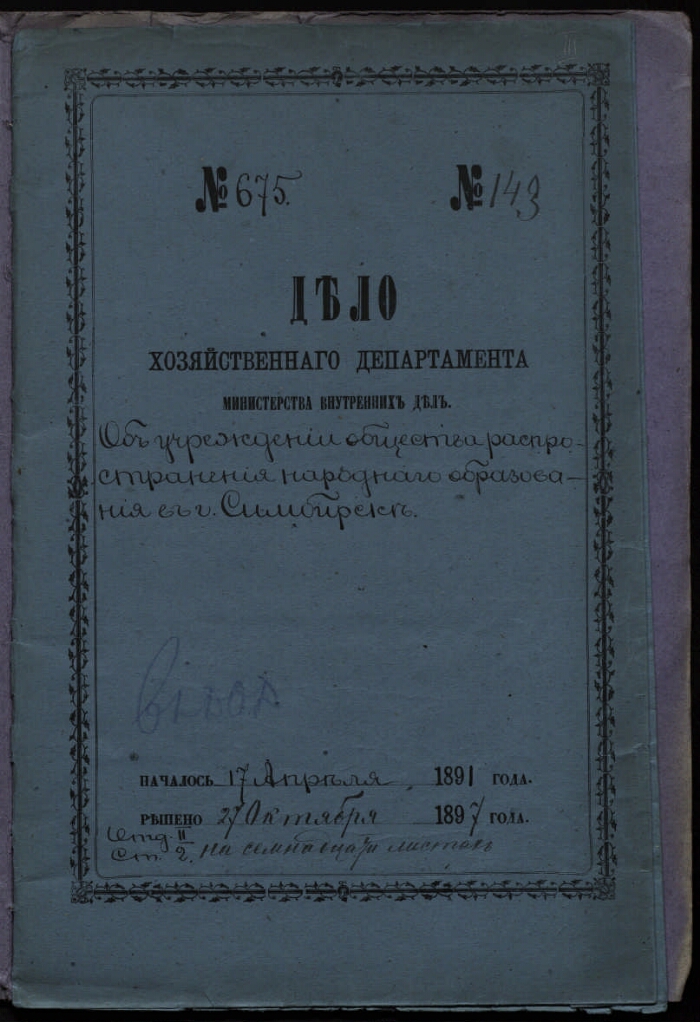 III
№ 675. № 143
ДѢЛО
ХОЗЯЙСТВЕННАГО ДЕПАРТАМЕНТА
МИНИСТЕРСТВА ВНУТРЕННИХЪ ДѢЛЪ.
Объ учрежденіи общества распро-
страненія народнаго образова-
нія въ г. Симбирскѣ.
НАЧАЛОСЬ 17 Апрѣля 1891 ГОДА.
РѢШЕНО 27 Октября 1897 ГОДА.
Отд. II
Ст. 2. на семнадцати листахъ